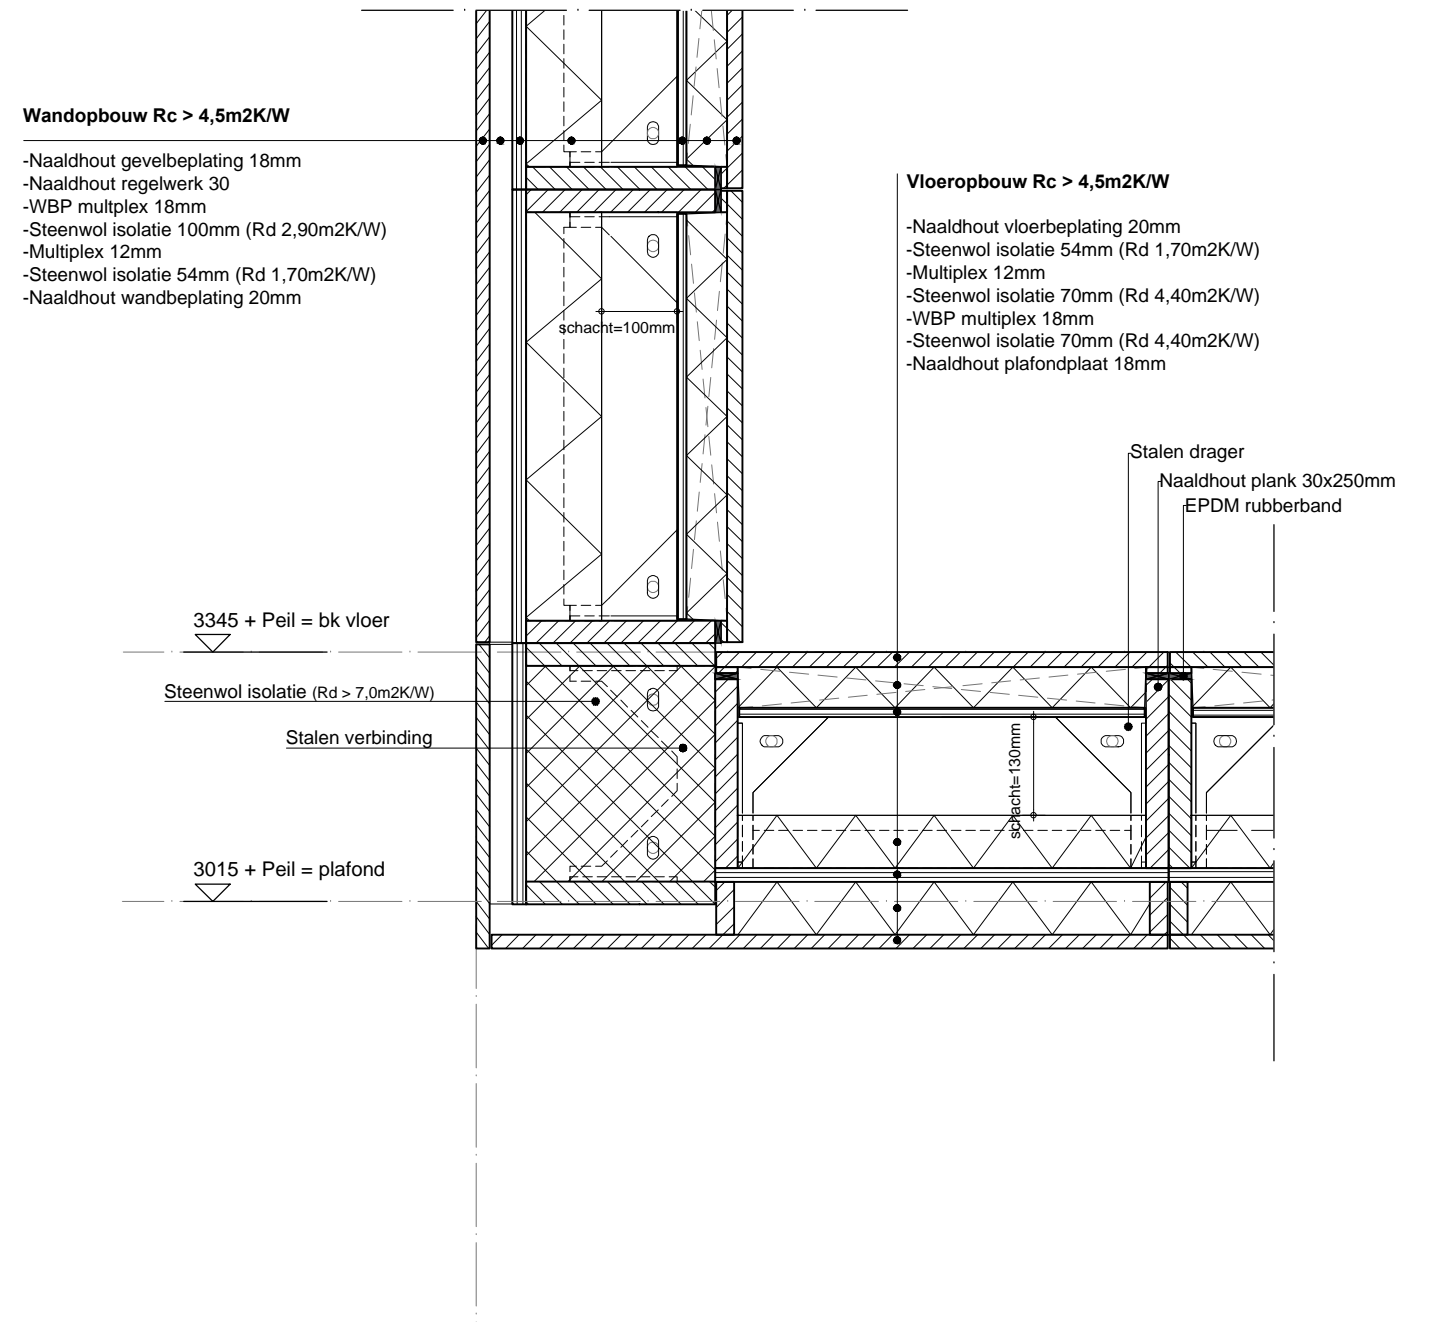 Wandopbouw Rc > 4,5m2K/W
-Naaldhout gevelbeplating 18mm
-Naaldhout regelwerk 30
-WBP multplex 18mm
-Steenwol isolatie 100mm (Rd 2,90m2K/W)
-Multiplex 12mm
-Steenwol isolatie 54mm (Rd 1,70m2K/W)
-Naaldhout wandbeplating 20mm
Vloeropbouw Rc > 4,5m2K/W
-Naaldhout vloerbeplating 20mm
-Steenwol isolatie 54mm (Rd 1,70m2K/W)
-Multiplex 12mm
-Steenwol isolatie 70mm (Rd 4,40m2K/W)
-WBP multiplex 18mm
-Steenwol isolatie 70mm (Rd 4,40m2K/W)
-Naaldhout plafondplaat 18mm
schacht=100mm
Stalen drager
Naaldhout plank 30x250mm
EPDM rubberband
3345 + Peil = bk vloer
Steenwol isolatie (Rd > 7,0m2K/W)
Stalen verbinding
schacht=130mm
3015 + Peil = plafond